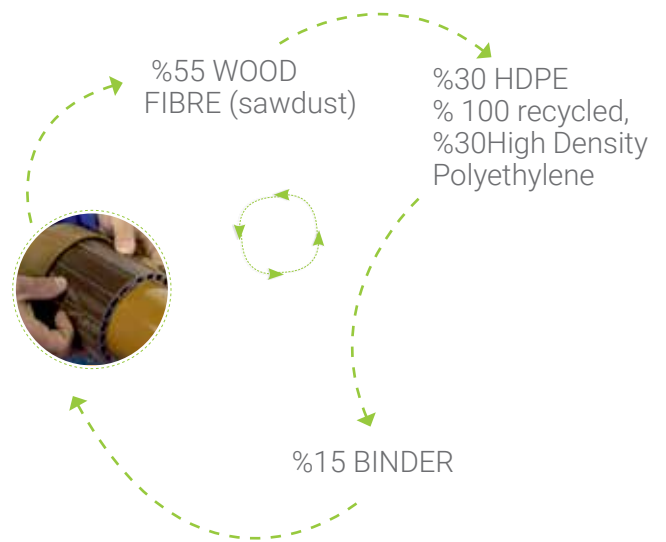 %55 WOOD
FIBRE (sawdust)
%30 HDPE
% 100 recycled,
%30High Density
Polyethylene
%15 BINDER